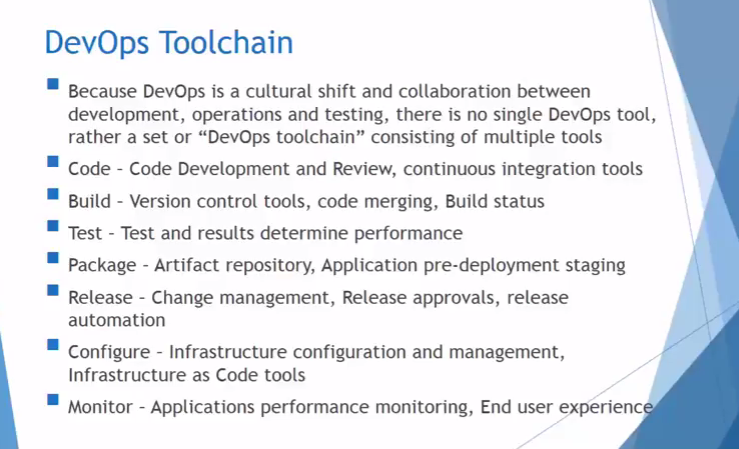 DevOps Toolchain
Because DevOps is a cultural shift and collaboration between
development, operations and testing, there is no single DevOps tool,
rather a set or “DevOps toolchain” consisting of multiple tools
Code - Code Development and Review, continuous integration tools
Build - Version control tools, code merging, Build status
Test - Test and results determine performance
Package - Artifact repository, Application pre-deployment staging
Release - Change management, Release approvals, release
automation
Configure - Infrastructure configuration and management,
Infrastructure as Code tools
Monitor - Applications performance monitoring, End user experience